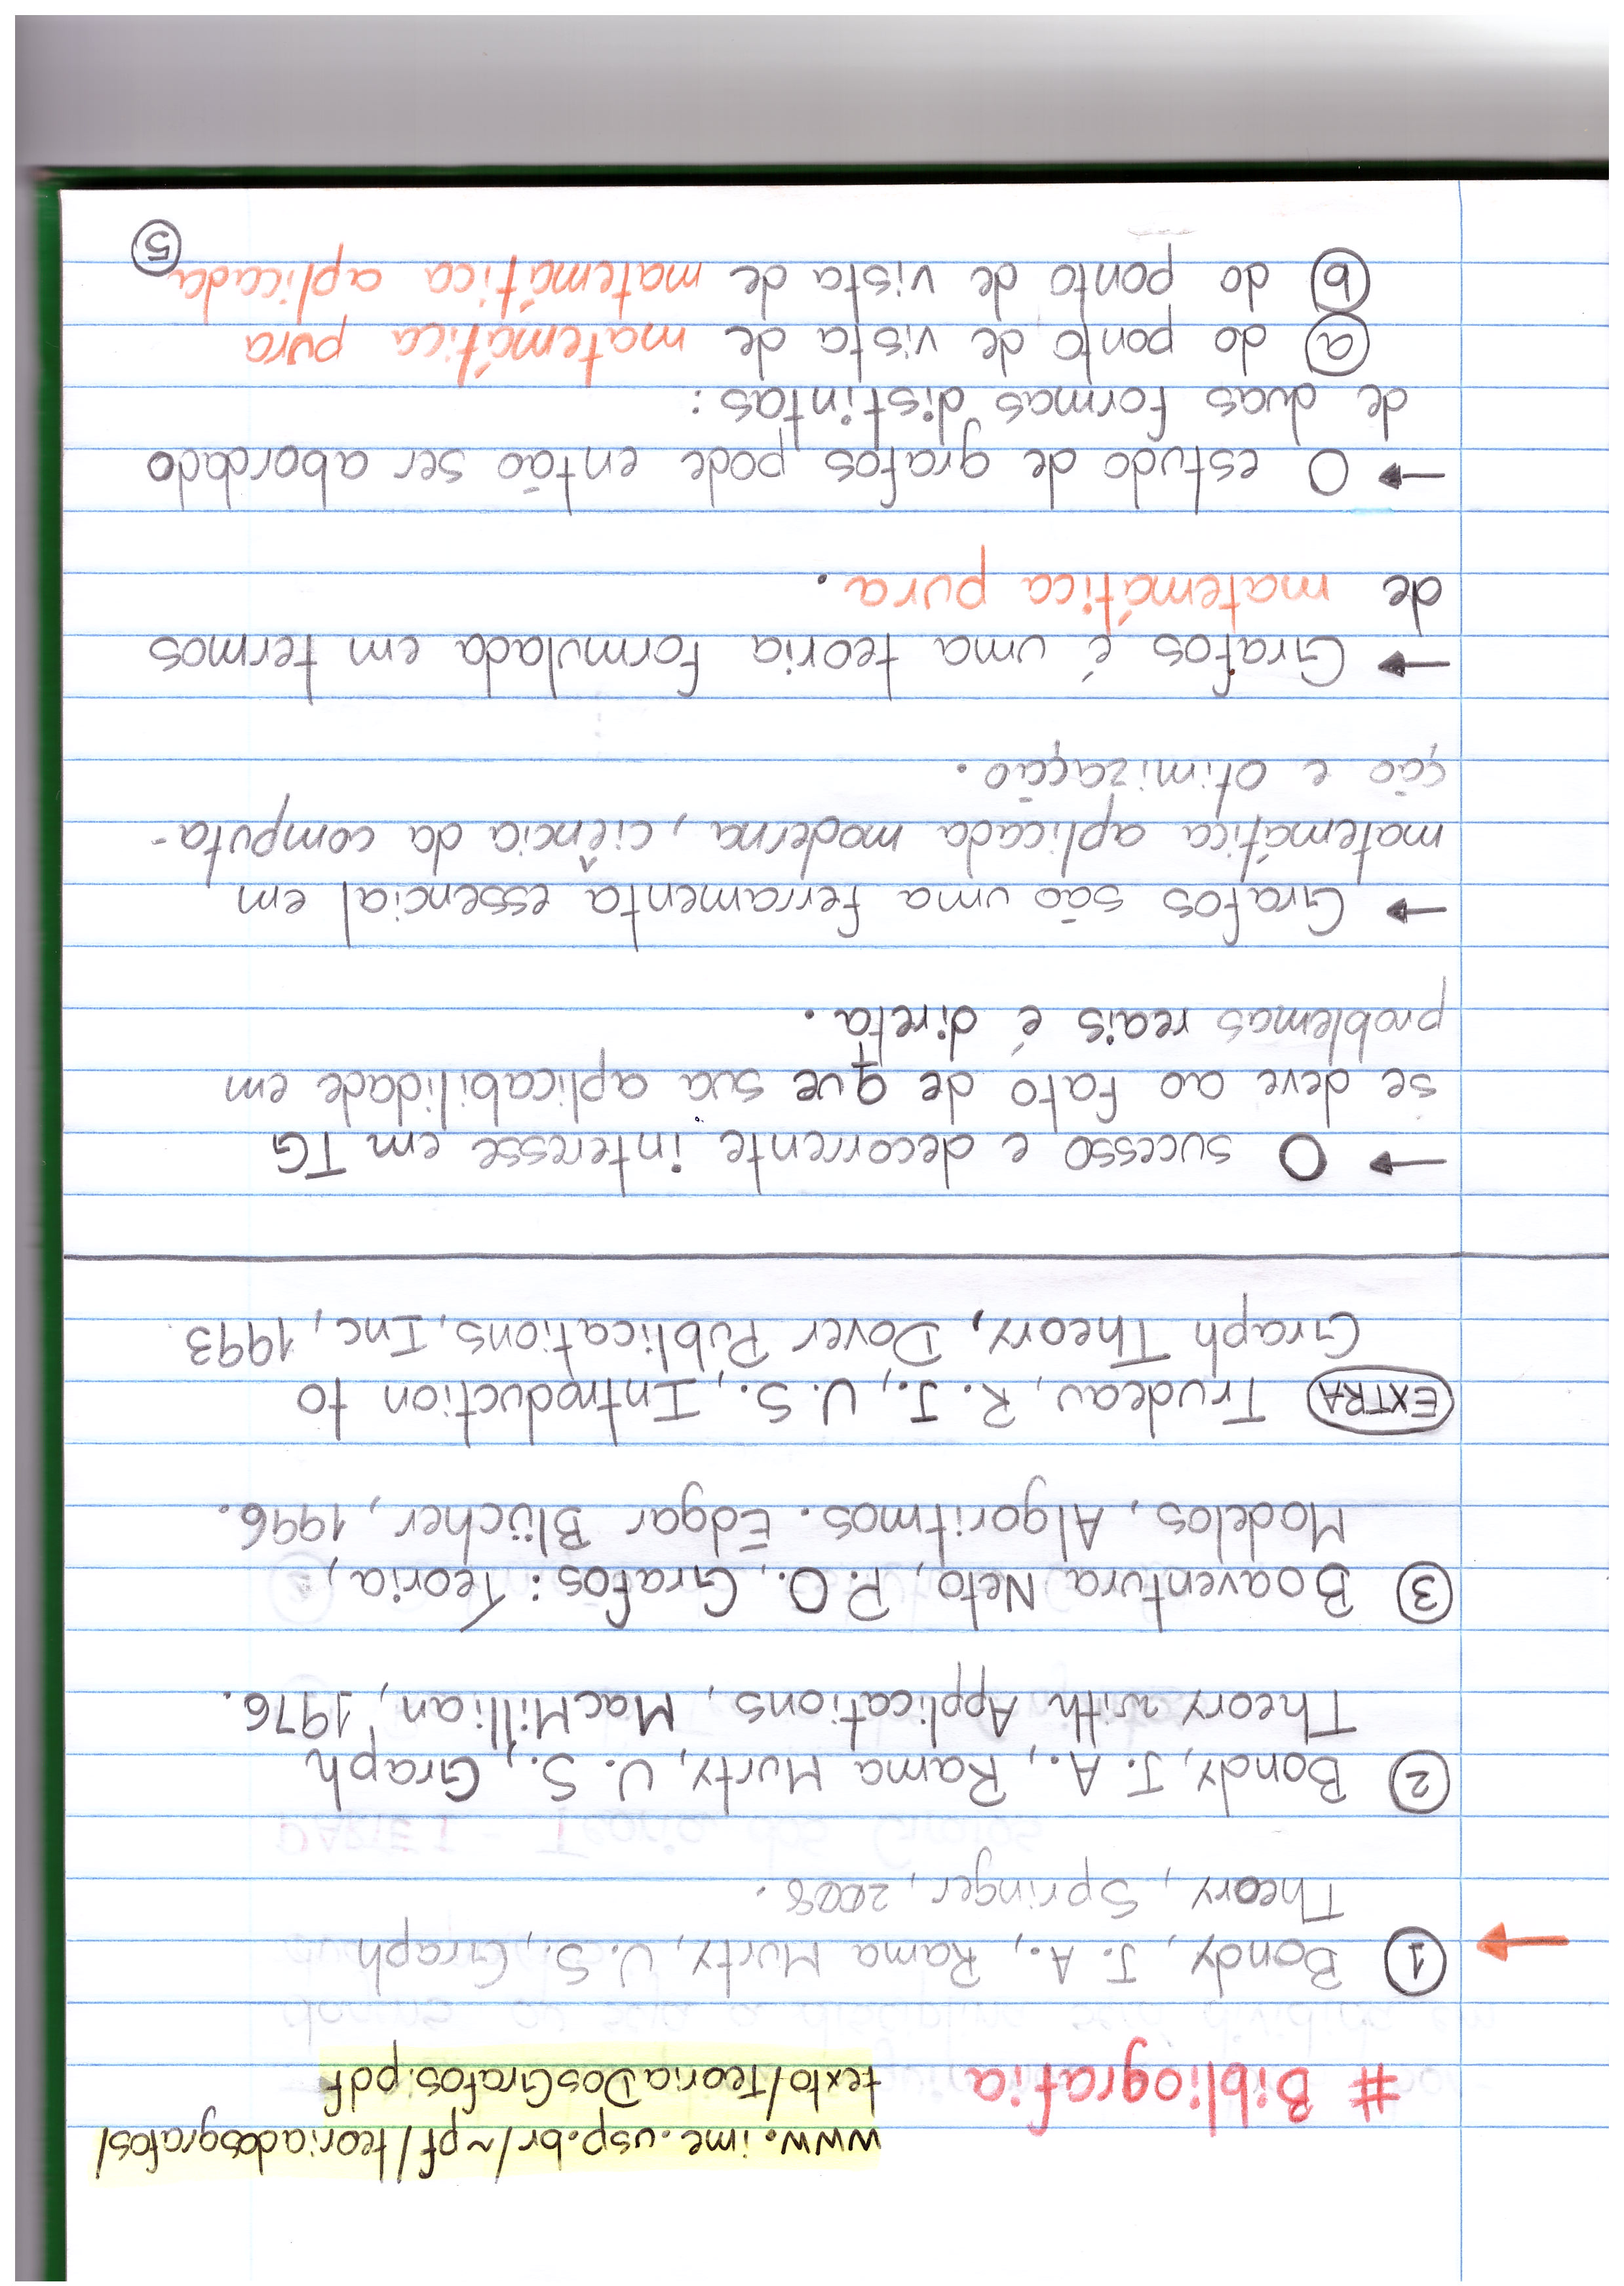 www.ime.usp.br/~pf/teoriadosgrafos/
# Bibliografia texto/TeoriaDosGrafos.pdf
→ ① Bondy, J. A., Rama Murty, U. S., Graph
Theory, Springer, 2008.
② Bondy, J. A., Rama Murty, U. S., Graph
Theory with Applications, MacMillian, 1976.
③ Boaventura Neto, P. O., Grafos: Teoria,
Modelos, Algoritmos. Edgar Blücher, 1996.
EXTRA Trudeau, R. J., U. S., Introduction to
Graph Theory, Dover Publications, Inc, 1993.
→ O sucesso e decorrente interesse em TG
se deve ao fato de que sua aplicabilidade em
problemas reais é direta.
→ Grafos são uma ferramenta essencial em
matemática aplicada moderna, ciência da computa-
ção e otimização.
→ Grafos é uma teoria formulada em termos
de matemática pura.
→ O estudo de grafos pode então ser abordado
de duas formas distintas:
ⓐ do ponto de vista de matemática pura
ⓑ do ponto de vista de matemática aplicada
⑤